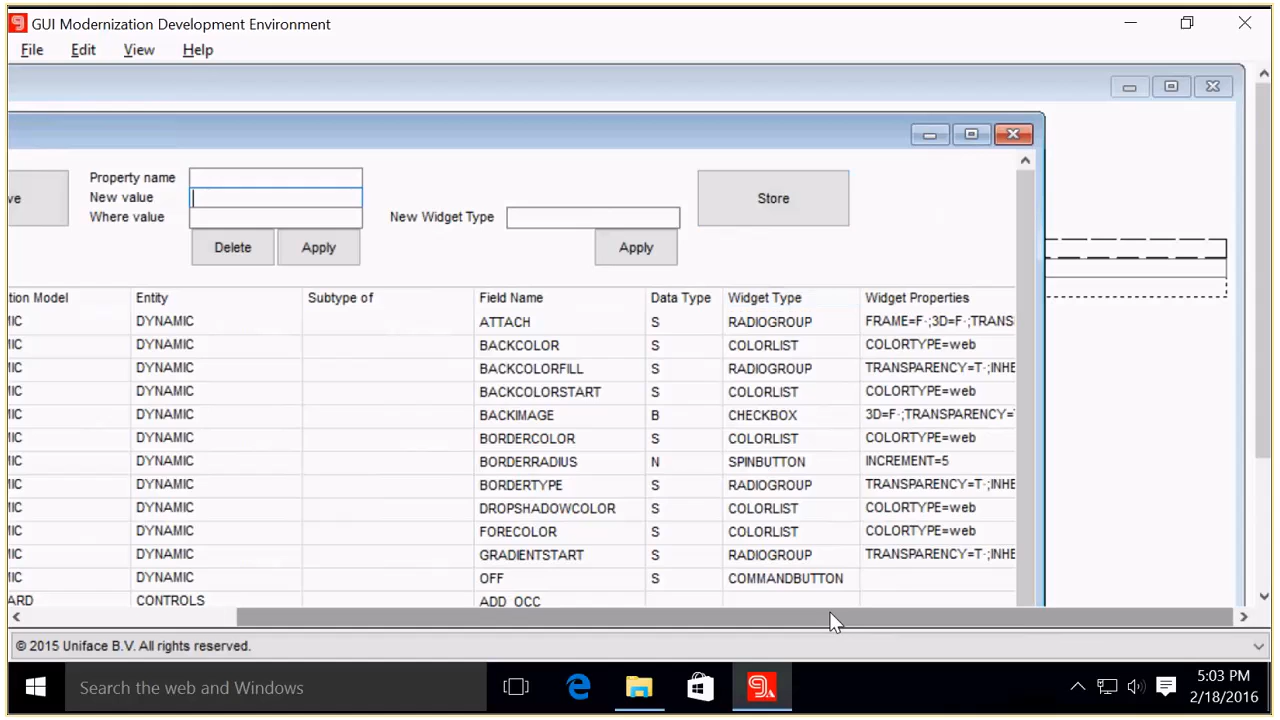 GUI Modernization Development Environment
File Edit View Help
Property name
ve New value Store
Where value New Widget Type
Delete Apply Apply
tion Model Entity Subtype of Field Name Data Type Widget Type Widget Properties
IIC DYNAMIC ATTACH S RADIOGROUP FRAME=F·;3D=F·;TRANS
IIC DYNAMIC BACKCOLOR S COLORLIST COLORTYPE=web
IIC DYNAMIC BACKCOLORFILL S RADIOGROUP TRANSPARENCY=T·;INHE
IIC DYNAMIC BACKCOLORSTART S COLORLIST COLORTYPE=web
IIC DYNAMIC BACKIMAGE B CHECKBOX 3D=F·;TRANSPARENCY=
IIC DYNAMIC BORDERCOLOR S COLORLIST COLORTYPE=web
IIC DYNAMIC BORDERRADIUS N SPINBUTTON INCREMENT=5
IIC DYNAMIC BORDERTYPE S RADIOGROUP TRANSPARENCY=T·;INHE
IIC DYNAMIC DROPSHADOWCOLOR S COLORLIST COLORTYPE=web
IIC DYNAMIC FORECOLOR S COLORLIST COLORTYPE=web
IIC DYNAMIC GRADIENTSTART S RADIOGROUP TRANSPARENCY=T·;INHE
IIC DYNAMIC OFF S COMMANDBUTTON
ARD CONTROLS ADD_OCC
© 2015 Uniface B.V. All rights reserved.
Search the web and Windows
5:03 PM
2/18/2016